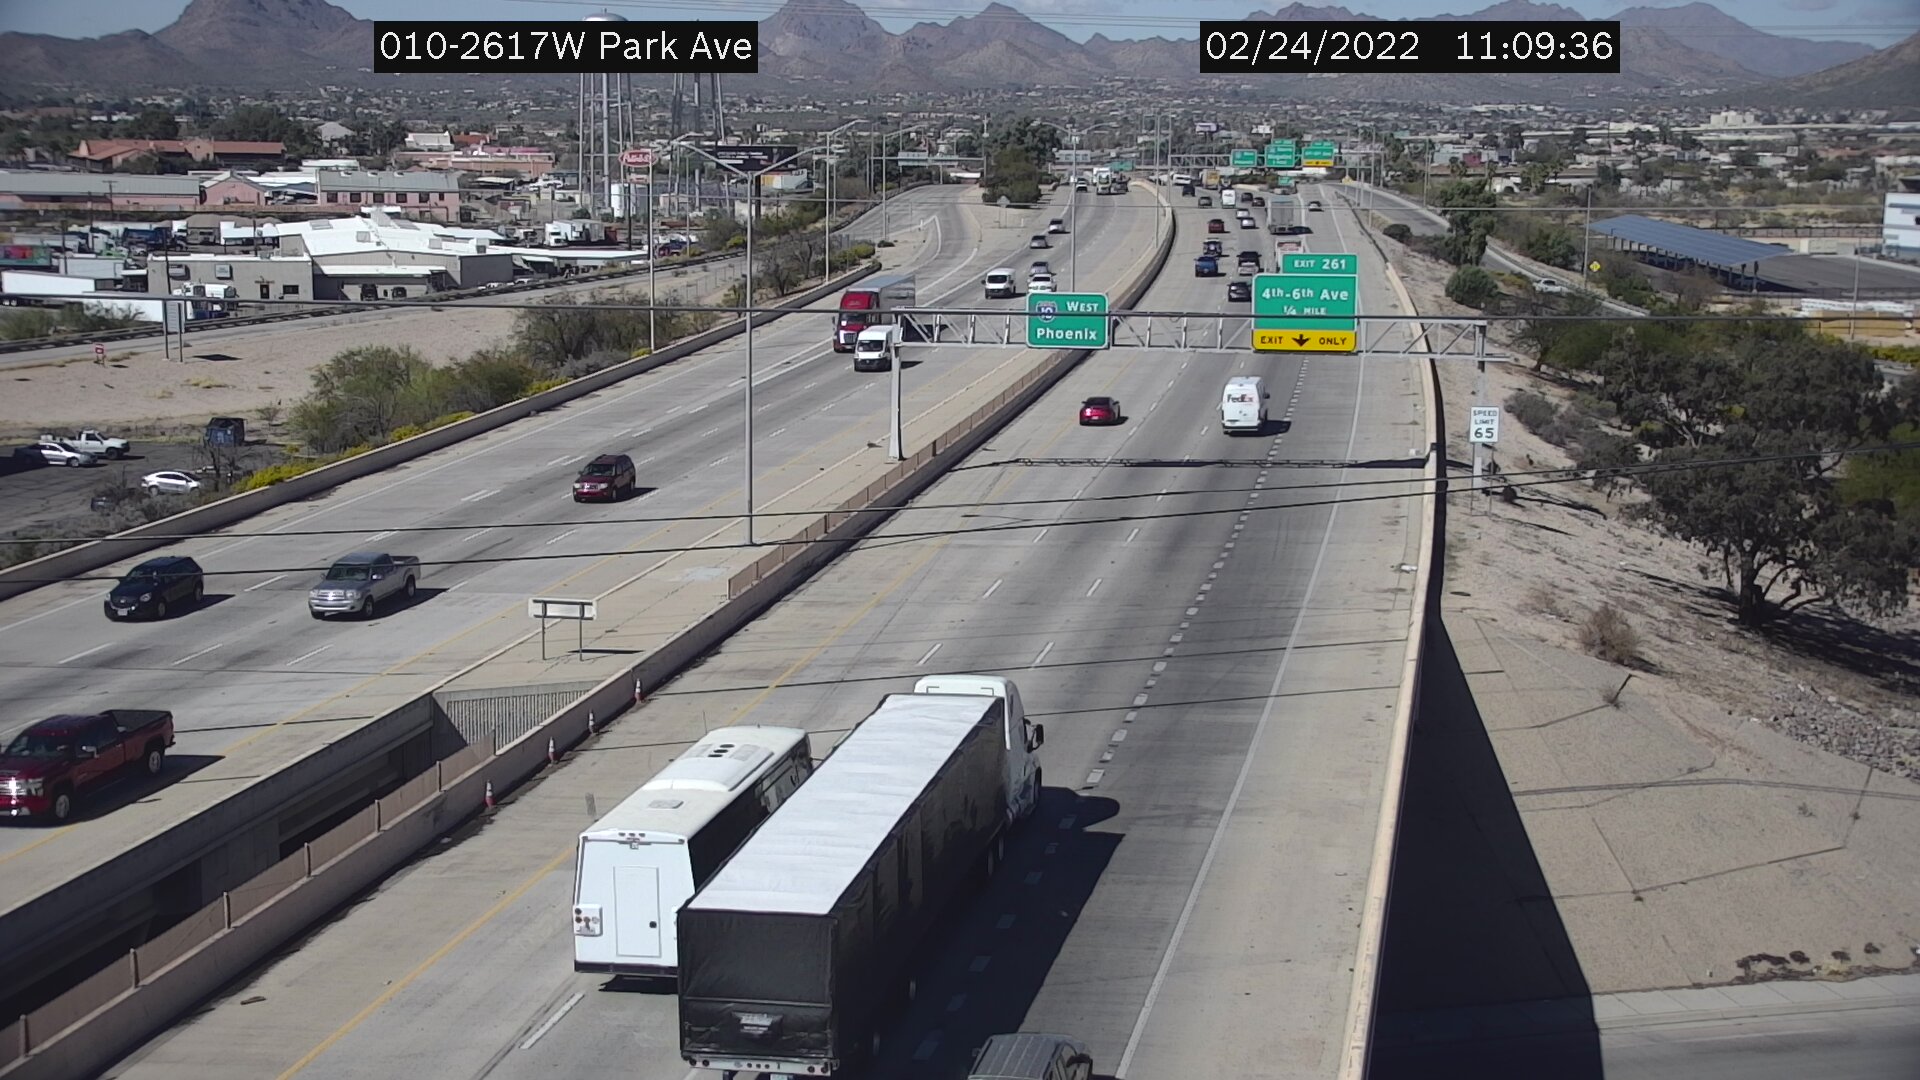 010-2617W Park Ave
02/24/2022 11:09:36
EXIT 261
4th-6th Ave
1/4 MILE
EXIT ONLY
10 WEST
Phoenix
FedEx
SPEED
LIMIT
65